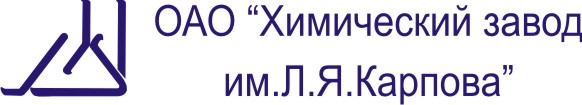 ОАО “Химический завод
им.Л.Я.Карпова”